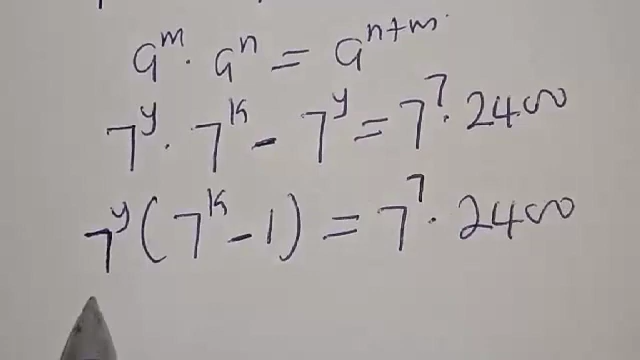 a^m · a^n = a^{n+m}.
7^y · 7^k - 7^y = 7^7 · 2400
7^y (7^k - 1) = 7^7 · 2400